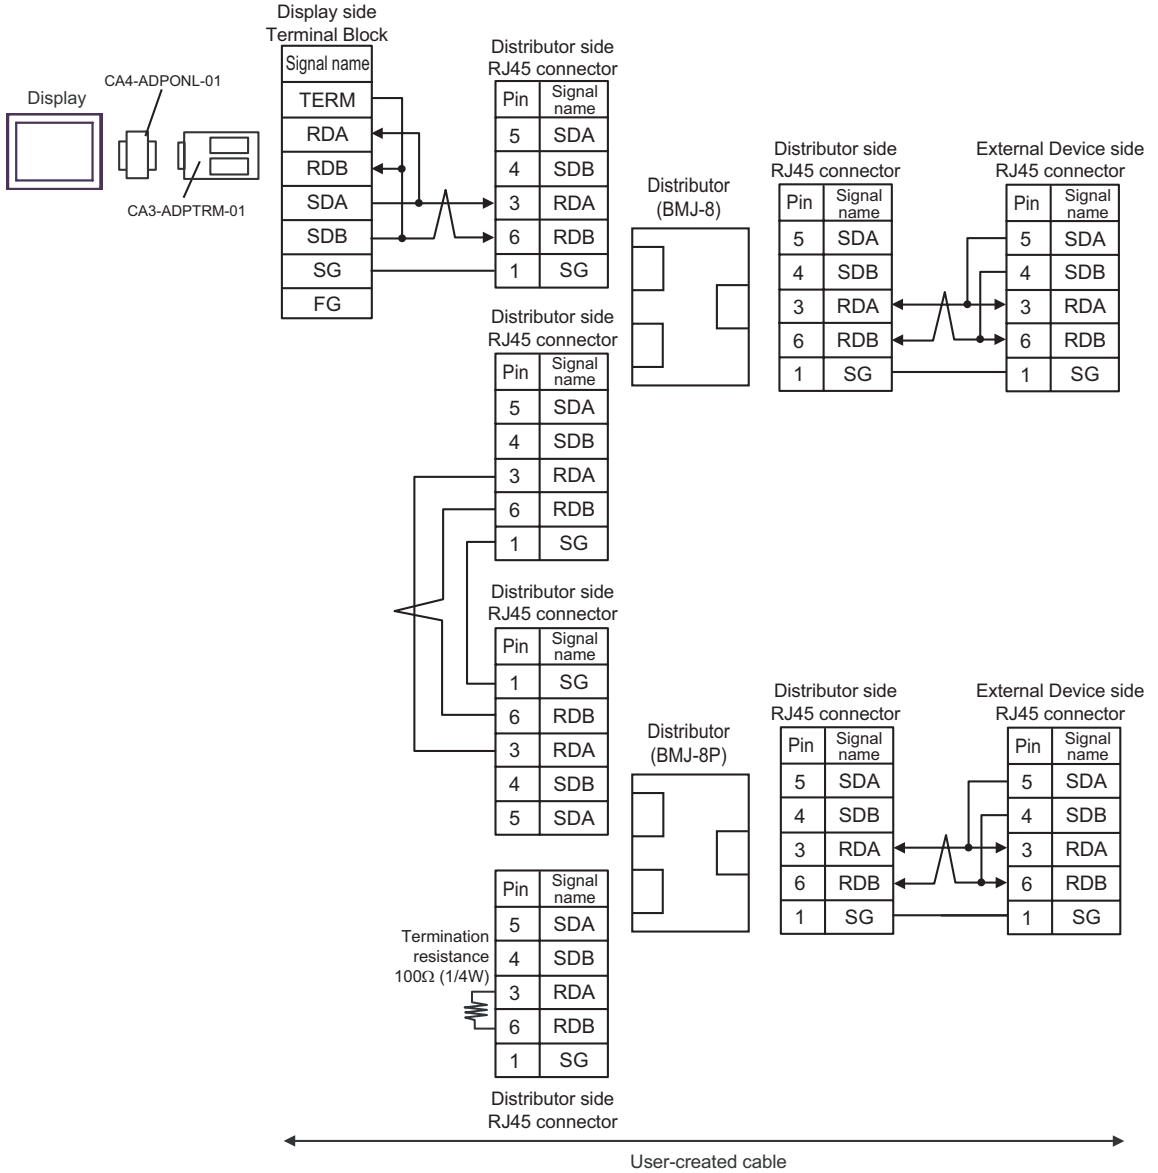 Display side
Terminal Block
Signal name
TERM
RDA
RDB
SDA
SDB
SG
FG
Display
CA4-ADPONL-01
CA3-ADPTRM-01
Distributor side
RJ45 connector
Pin Signal name
5 SDA
4 SDB
3 RDA
6 RDB
1 SG
Distributor
(BMJ-8)
Distributor side
RJ45 connector
Pin Signal name
5 SDA
4 SDB
3 RDA
6 RDB
1 SG
External Device side
RJ45 connector
Pin Signal name
5 SDA
4 SDB
3 RDA
6 RDB
1 SG
Distributor side
RJ45 connector
Pin Signal name
5 SDA
4 SDB
3 RDA
6 RDB
1 SG
Distributor side
RJ45 connector
Pin Signal name
1 SG
6 RDB
3 RDA
4 SDB
5 SDA
Distributor
(BMJ-8P)
Distributor side
RJ45 connector
Pin Signal name
5 SDA
4 SDB
3 RDA
6 RDB
1 SG
External Device side
RJ45 connector
Pin Signal name
5 SDA
4 SDB
3 RDA
6 RDB
1 SG
Termination
resistance
100Ω (1/4W)
Pin Signal name
5 SDA
4 SDB
3 RDA
6 RDB
1 SG
Distributor side
RJ45 connector
User-created cable